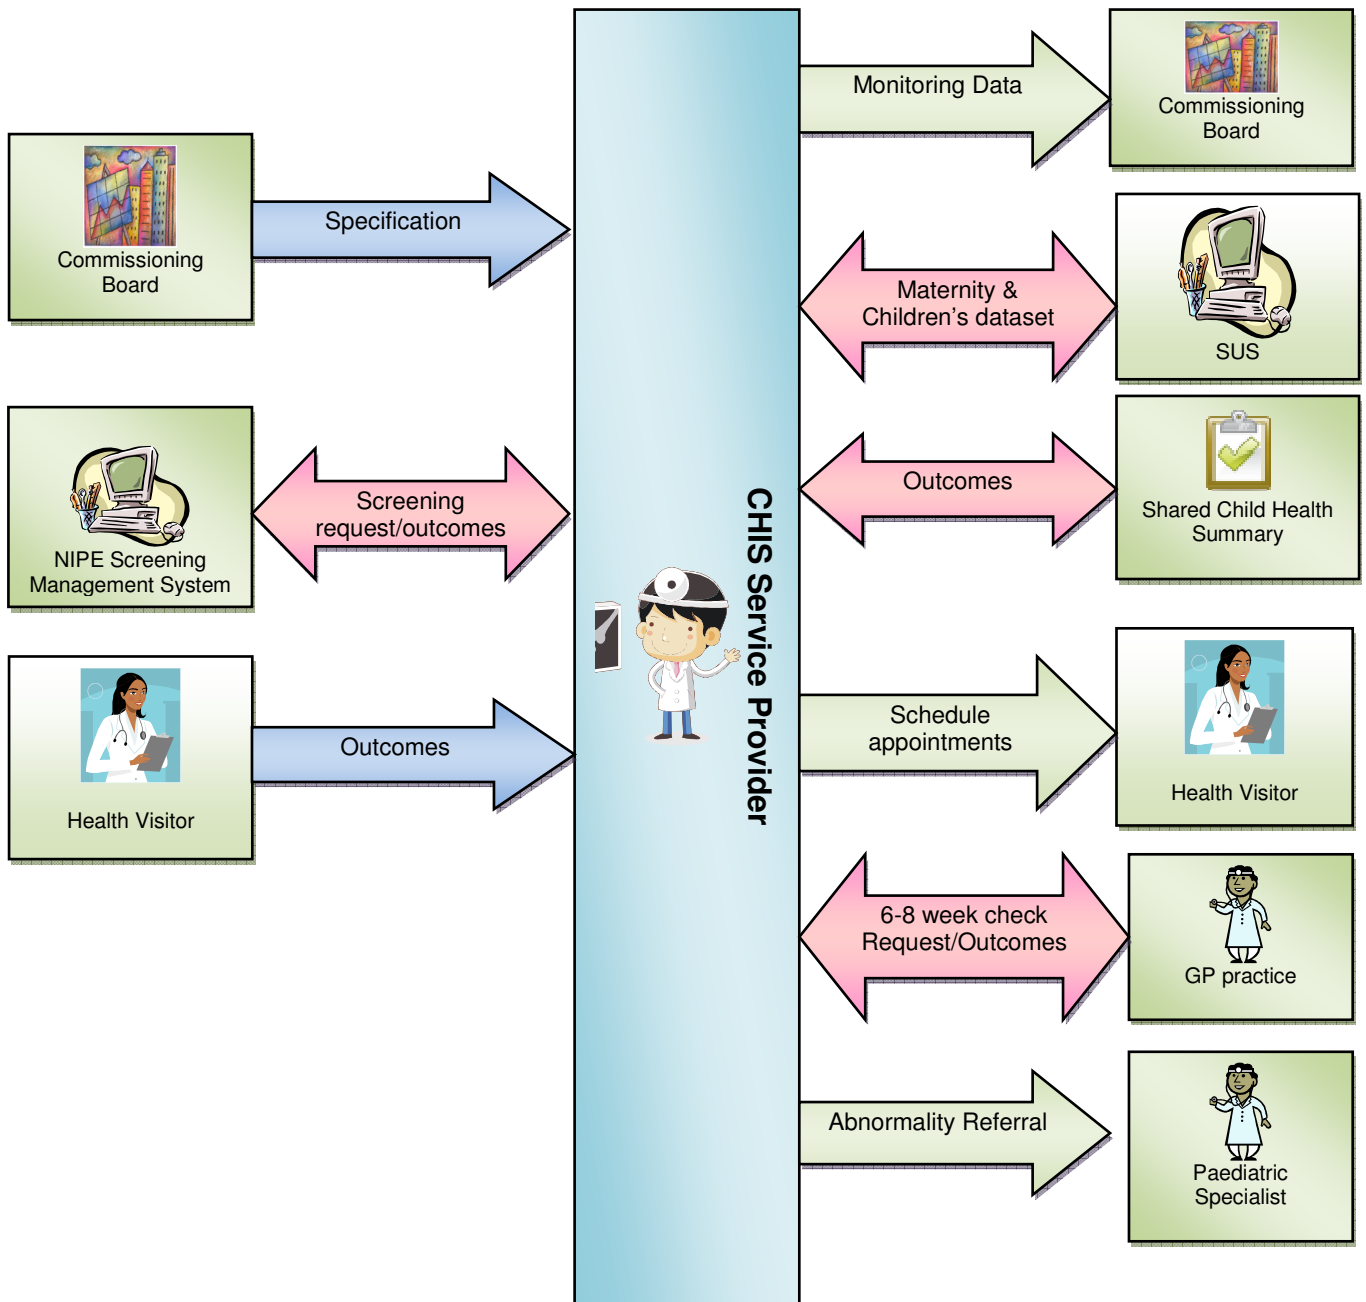 Commissioning
Board
Specification
NIPE Screening
Management System
Screening
request/outcomes
Health Visitor
Outcomes
CHIS Service Provider
Monitoring Data
Commissioning
Board
Maternity &
Children’s dataset
SUS
Outcomes
Shared Child Health
Summary
Schedule
appointments
Health Visitor
6-8 week check
Request/Outcomes
GP practice
Abnormality Referral
Paediatric
Specialist